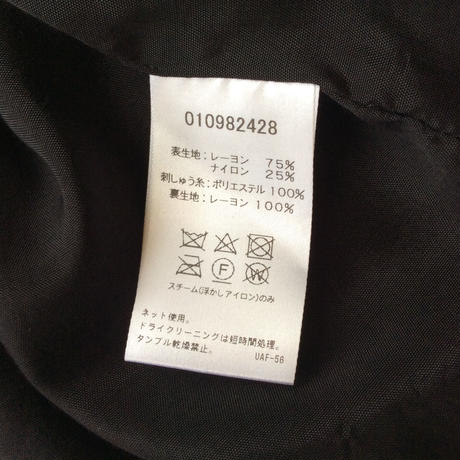 010982428
表生地：レーヨン 75％
ナイロン 25％
刺しゅう糸：ポリエステル 100％
裏生地：レーヨン 100％
F W
スチーム(浮かしアイロン)のみ
ネット使用。
ドライクリーニングは短時間処理。
タンブル乾燥禁止。 UAF-56